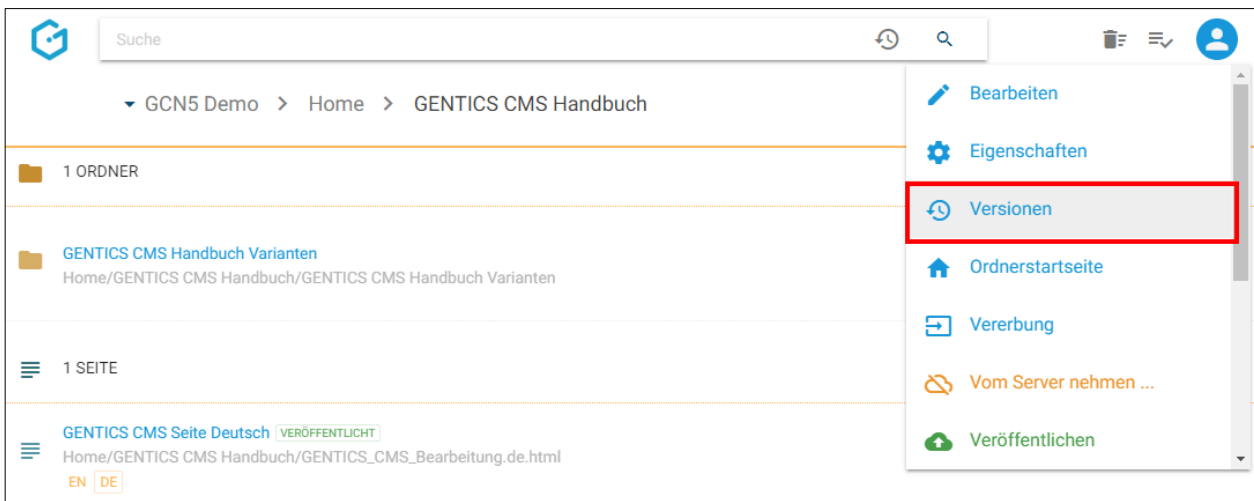 Suche
GCN5 Demo > Home > GENTICS CMS Handbuch
1 ORDNER
GENTICS CMS Handbuch Varianten
Home/GENTICS CMS Handbuch/GENTICS CMS Handbuch Varianten
1 SEITE
GENTICS CMS Seite Deutsch VERÖFFENTLICHT
Home/GENTICS CMS Handbuch/GENTICS_CMS_Bearbeitung.de.html
EN DE
Bearbeiten
Eigenschaften
Versionen
Ordnerstartseite
Vererbung
Vom Server nehmen ...
Veröffentlichen